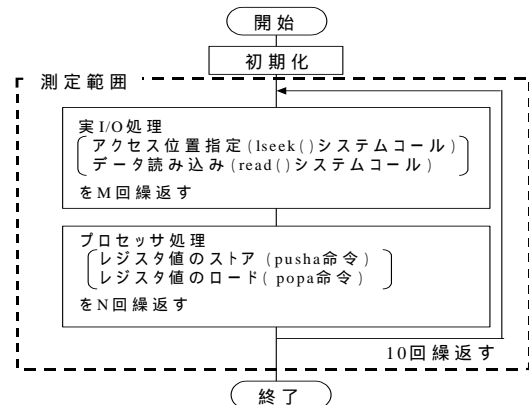 開始
初期化
測定範囲
実I/O処理
アクセス位置指定(lseek()システムコール)
データ読み込み(read()システムコール)
をM回繰返す
プロセッサ処理
レジスタ値のストア(pusha命令)
レジスタ値のロード(popa命令)
をN回繰返す
10回繰返す
終了